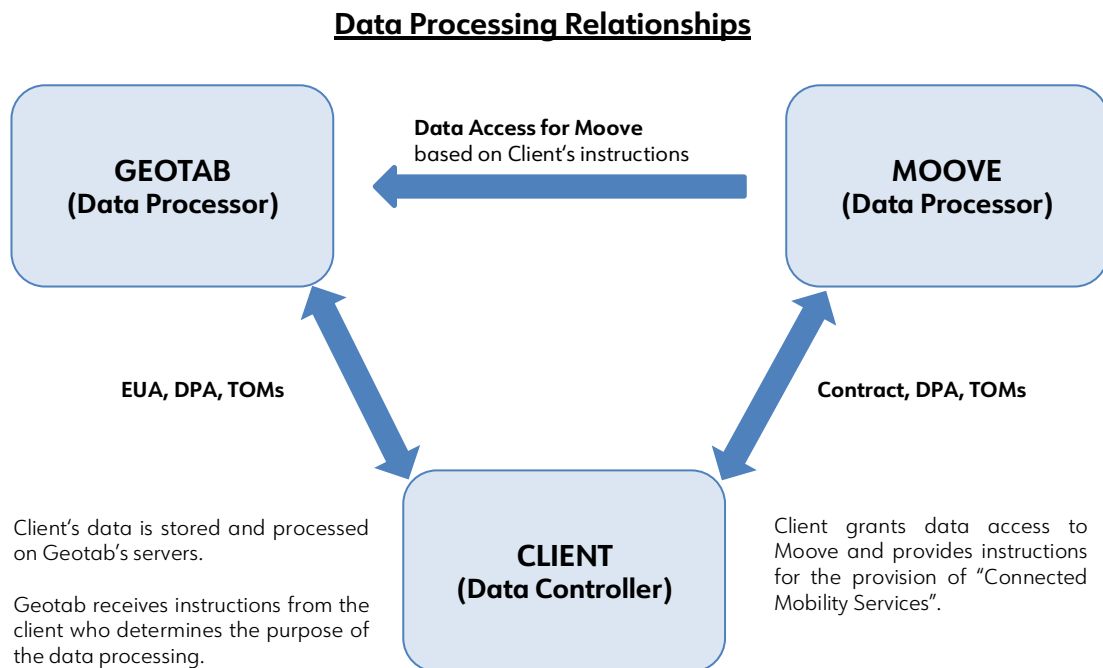 Data Processing Relationships
GEOTAB
(Data Processor)
Data Access for Moove
based on Client's instructions
MOOVE
(Data Processor)
EUA, DPA, TOMs
Contract, DPA, TOMs
Client's data is stored and processed
on Geotab's servers.
Geotab receives instructions from the
client who determines the purpose of
the data processing.
CLIENT
(Data Controller)
Client grants data access to
Moove and provides instructions
for the provision of "Connected
Mobility Services".